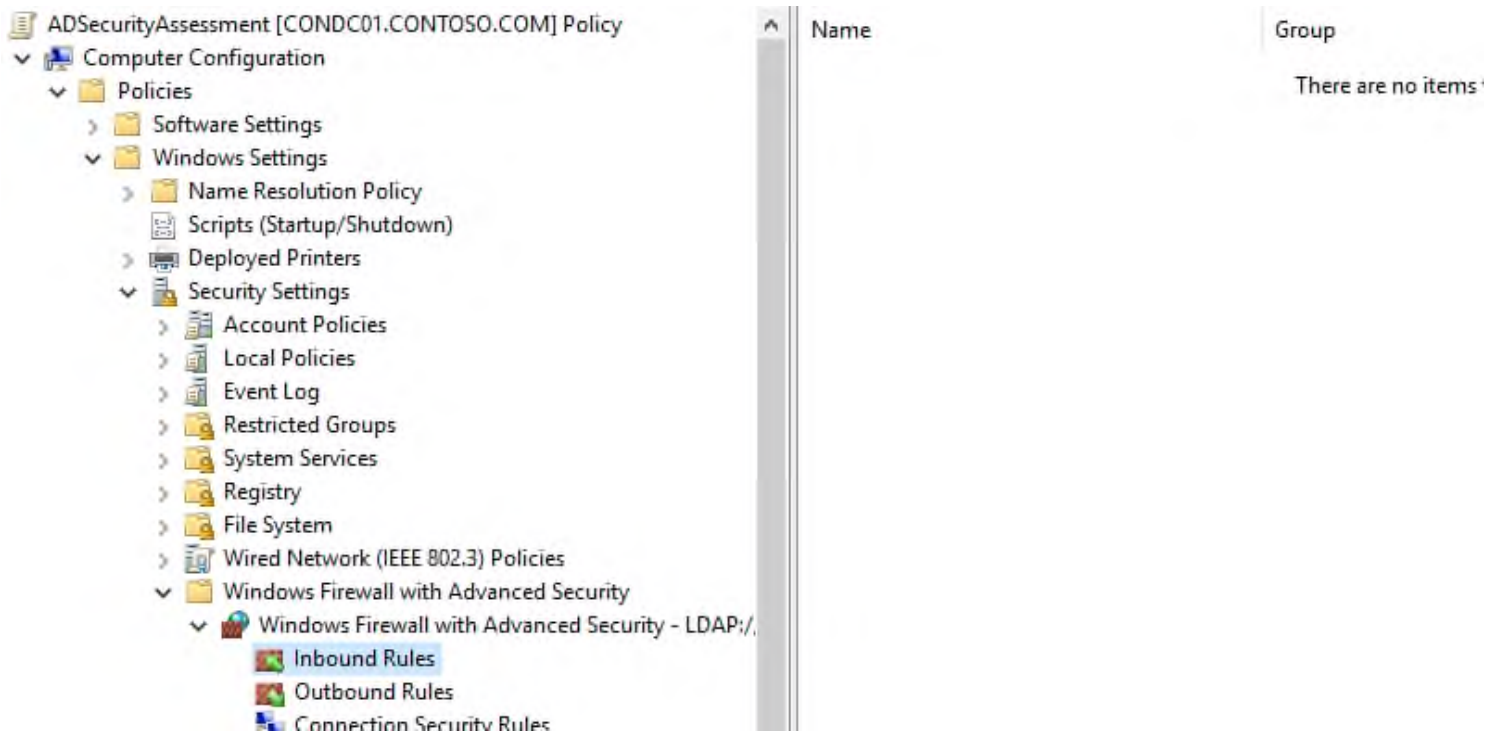 ADSecurityAssessment [CONDC01.CONTOSO.COM] Policy
Computer Configuration
Policies
Software Settings
Windows Settings
Name Resolution Policy
Scripts (Startup/Shutdown)
Deployed Printers
Security Settings
Account Policies
Local Policies
Event Log
Restricted Groups
System Services
Registry
File System
Wired Network (IEEE 802.3) Policies
Windows Firewall with Advanced Security
Windows Firewall with Advanced Security - LDAP:/
Inbound Rules
Outbound Rules
Connection Security Rules
Name Group
There are no items